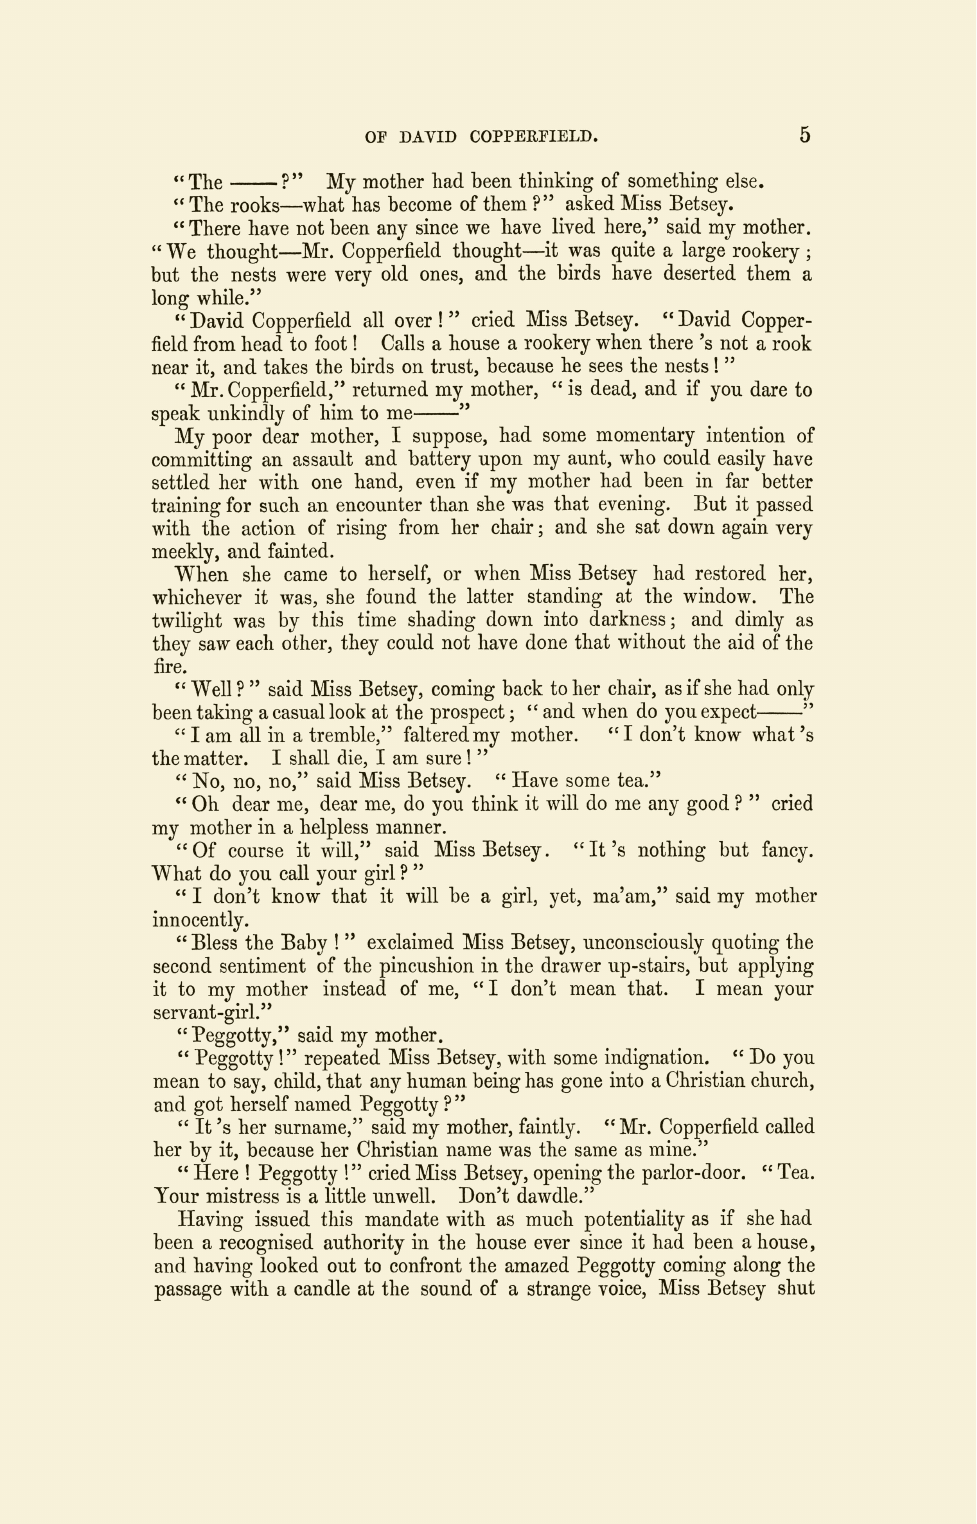 OF DAVID COPPERFIELD. 5
“The ——?” My mother had been thinking of something else.
“The rooks—what has become of them?” asked Miss Betsey.
“There have not been any since we have lived here,” said my mother.
“We thought—Mr. Copperfield thought—it was quite a large rookery;
but the nests were very old ones, and the birds have deserted them a
long while.”
“David Copperfield all over!” cried Miss Betsey. “David Copper-
field from head to foot! Calls a house a rookery when there ’s not a rook
near it, and takes the birds on trust, because he sees the nests!”
“Mr. Copperfield,” returned my mother, “is dead, and if you dare to
speak unkindly of him to me——”
My poor dear mother, I suppose, had some momentary intention of
committing an assault and battery upon my aunt, who could easily have
settled her with one hand, even if my mother had been in far better
training for such an encounter than she was that evening. But it passed
with the action of rising from her chair; and she sat down again very
meekly, and fainted.
When she came to herself, or when Miss Betsey had restored her,
whichever it was, she found the latter standing at the window. The
twilight was by this time shading down into darkness; and dimly as
they saw each other, they could not have done that without the aid of the
fire.
“Well?” said Miss Betsey, coming back to her chair, as if she had only
been taking a casual look at the prospect; “and when do you expect——”
“I am all in a tremble,” faltered my mother. “I don’t know what ’s
the matter. I shall die, I am sure!”
“No, no, no,” said Miss Betsey. “Have some tea.”
“Oh dear me, dear me, do you think it will do me any good?” cried
my mother in a helpless manner.
“Of course it will,” said Miss Betsey. “It ’s nothing but fancy.
What do you call your girl?”
“I don’t know that it will be a girl, yet, ma’am,” said my mother
innocently.
“Bless the Baby!” exclaimed Miss Betsey, unconsciously quoting the
second sentiment of the pincushion in the drawer up-stairs, but applying
it to my mother instead of me, “I don’t mean that. I mean your
servant-girl.”
“Peggotty,” said my mother.
“Peggotty!” repeated Miss Betsey, with some indignation. “Do you
mean to say, child, that any human being has gone into a Christian church,
and got herself named Peggotty?”
“It ’s her surname,” said my mother, faintly. “Mr. Copperfield called
her by it, because her Christian name was the same as mine.”
“Here! Peggotty!” cried Miss Betsey, opening the parlor-door. “Tea.
Your mistress is a little unwell. Don’t dawdle.”
Having issued this mandate with as much potentiality as if she had
been a recognised authority in the house ever since it had been a house,
and having looked out to confront the amazed Peggotty coming along the
passage with a candle at the sound of a strange voice, Miss Betsey shut